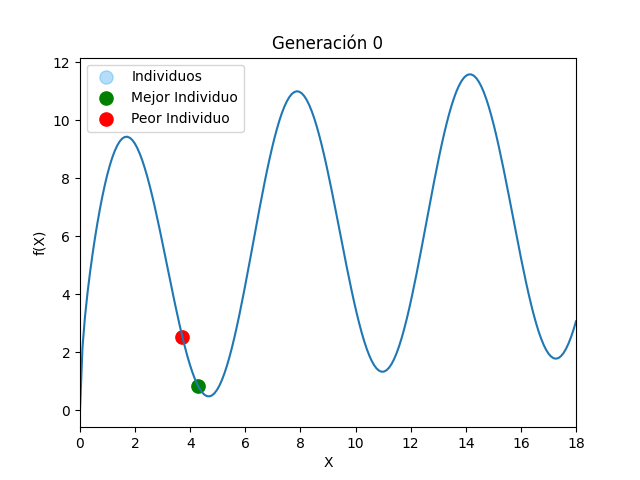 Generación 0
Individuos
Mejor Individuo
Peor Individuo
f(X)
12
10
8
6
4
2
0
0 2 4 6 8 10 12 14 16 18
X